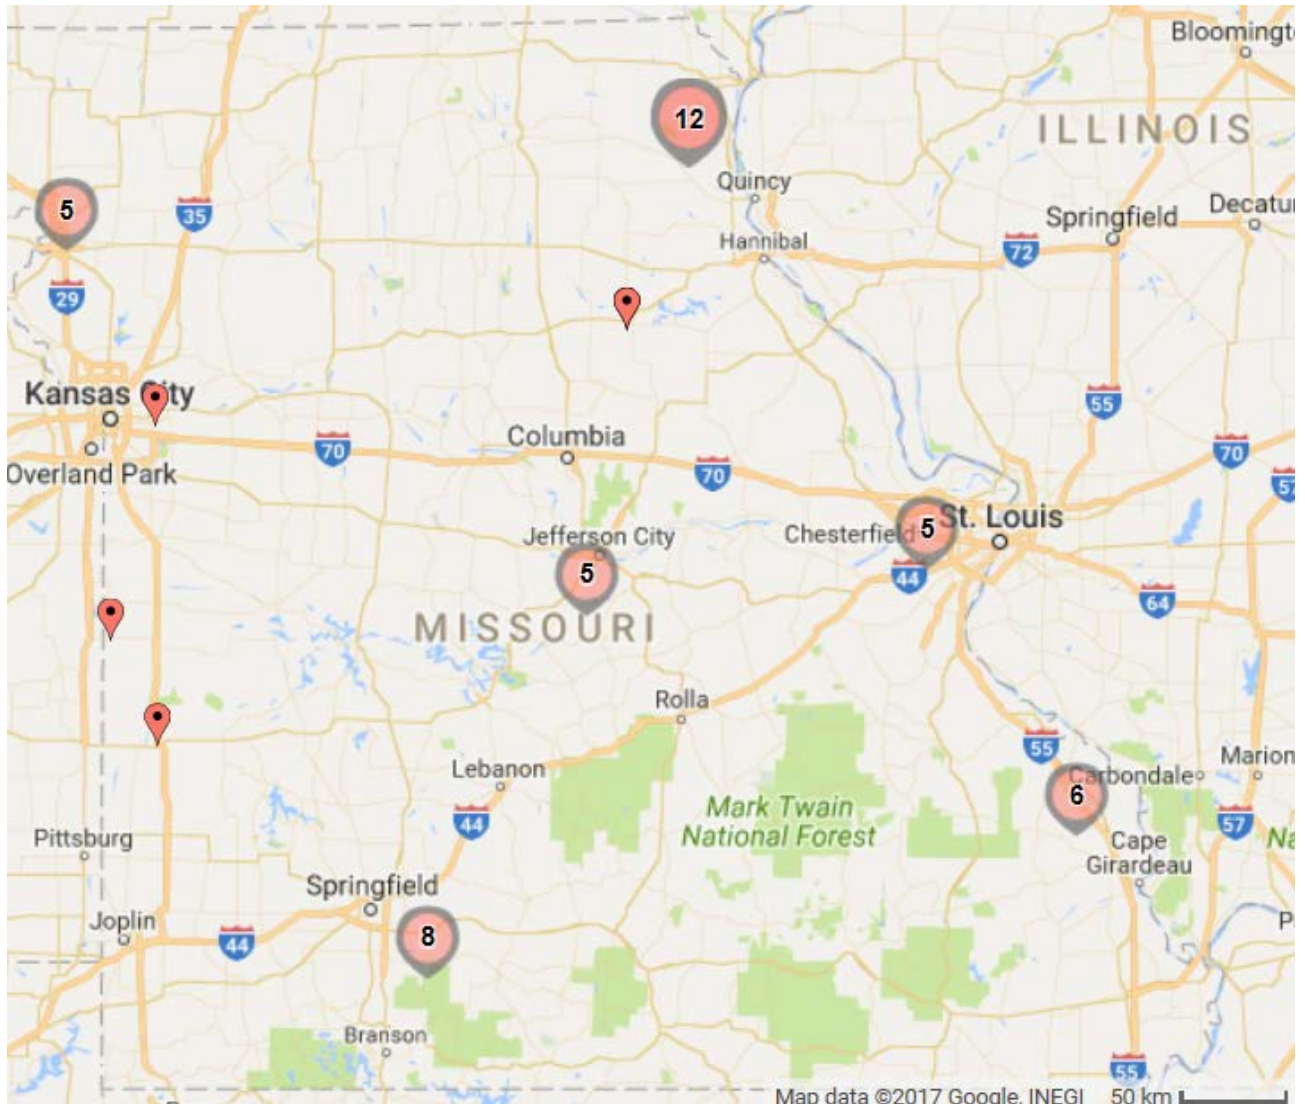 Bloomingt
12
ILLINOIS
Quincy
5
35
Springfield
Decatur
Hannibal
72
29
Kansas City
55
Columbia
70
70
70
Overland Park
57
Jefferson City
Chesterfield
5
St. Louis
5
44
64
MISSOURI
Rolla
55
Lebanon
Carbondale
Marion
6
Mark Twain
National Forest
44
57
Na
Pittsburg
Cape
Girardeau
Springfield
Joplin
44
8
P
Branson
55
Map data ©2017 Google, INEGI
50 km